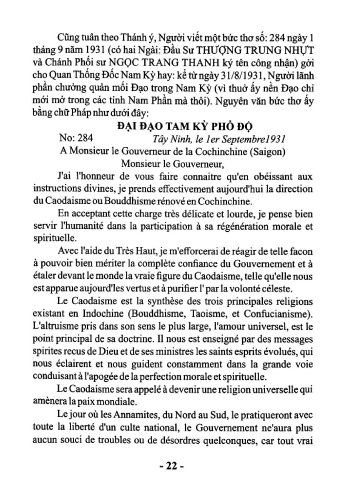 Cũng tuân theo Thánh ý, Người viết một bức thơ số: 284 ngày 1
tháng 9 năm 1931 (có hai Ngài: Đầu Sư THƯỢNG TRUNG NHỰT
và Chánh Phối sư NGỌC TRANG THANH ký tên công nhận) gởi
cho Quan Thống Đốc Nam Kỳ hay: kể từ ngày 31/8/1931, Người lãnh
phần chưởng quản mối Đạo trong Nam Kỳ (vì thuở ấy nền Đạo chỉ
mới mở trong các tỉnh Nam Phần mà thôi). Nguyên văn bức thơ ấy
bằng chữ Pháp như dưới đây:
ĐẠI ĐẠO TAM KỲ PHỔ ĐỘ
No: 284 Tây Ninh, le 1er Septembre1931
A Monsieur le Gouverneur de la Cochinchine (Saigon)
Monsieur le Gouverneur,
J'ai l'honneur de vous faire connaitre qu'en obéissant aux
instructions divines, je prends effectivement aujourd'hui la direction
du Caodaisme ou Bouddhisme rénové en Cochinchine.
En acceptant cette charge très délicate et lourde, je pense bien
servir l'humanité dans la participation à sa régénération morale et
spirituelle.
Avec l'aide du Très Haut, je m'efforcerai de réagir de telle facon
à pouvoir bien mériter la complète confiance du Gouvernement et à
étaler devant le monde la vraie figure du Caodaisme, telle qu'elle nous
est apparue aujourd'les vertus et à purifier l' par la volonté céleste.
Le Caodaisme est la synthèse des trois principales religions
existant en Indochine (Bouddhisme, Taoisme, et Confucianisme).
L'altruisme pris dans son sens le plus large, l'amour universel, est le
point principal de sa doctrine. Il nous est enseigné par des messages
spirites recus de Dieu et de ses ministres les saints esprits évolués, qui
nous éclairent et nous guident constamment dans la grande voie
conduisant à l'apogée de la perfection morale et spirituelle.
Le Caodaisme sera appelé à devenir une religion universelle qui
amènera la paix mondiale.
Le jour où les Annamites, du Nord au Sud, le pratiqueront avec
toute la liberté d'un culte national, le Gouvernement ne'aura plus
aucun souci de troubles ou de désordres quelconques, car tout vrai
- 22 -